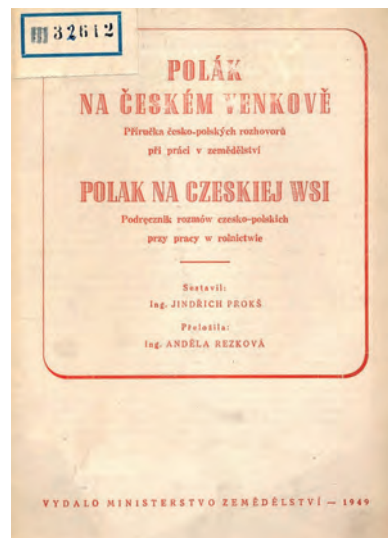 32612
POLÁK
NA ČESKÉM VENKOVĚ
Příručka česko-polských rozhovorů
při práci v zemědělství
POLAK NA CZESKIEJ WSI
Podręcznik rozmów czesko-polskich
przy pracy w rolnictwie
Sestavil:
Ing. JINDŘICH PROKŠ
Přeložila:
Ing. ANDĚLA REZKOVÁ
VYDALO MINISTERSTVO ZEMĚDĚLSTVÍ — 1949